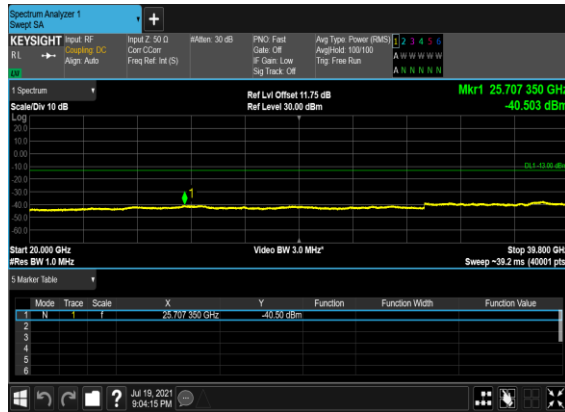 Spectrum Analyzer 1
Swept SA
+
KEYSIGHT Input: RF Input Z: 50 Ω #Atten: 30 dB PNO: Fast Avg Type: Power (RMS) 1 2 3 4 5 6
RL Coupling: DC Corr CCorr Gate: Off Avg|Hold: 100/100 A W W W W W
Align: Auto Freq Ref: Int (S) IF Gain: Low Trig: Free Run
Sig Track: Off A N N N N N
LXI
1 Spectrum Ref Lvl Offset 11.75 dB Mkr1 25.707 350 GHz
Scale/Div 10 dB Ref Level 30.00 dBm -40.503 dBm
Log
20.0
10.0
0.00
-10.0
DL1 -13.00 dBm
-20.0
-30.0
1
-40.0
-50.0
-60.0
Start 20.000 GHz Video BW 3.0 MHz* Stop 39.800 GHz
#Res BW 1.0 MHz Sweep ~39.2 ms (40001 pts)
5 Marker Table
Mode Trace Scale X Y Function Function Width Function Value
1 N 1 f 25.707 350 GHz -40.50 dBm
2
3
4
5
6
? Jul 19, 2021
9:04:15 PM